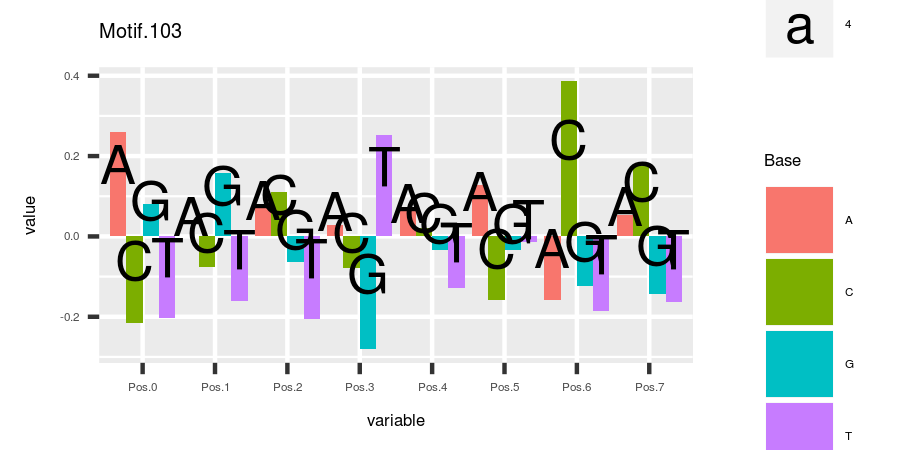 Motif.103
a 4
0.4
0.2
0.0
-0.2
value
A C G T A C G T A C G T A C G T A C G T A C G T A C G T A C G T
Pos.0 Pos.1 Pos.2 Pos.3 Pos.4 Pos.5 Pos.6 Pos.7
variable
Base
A
C
G
T